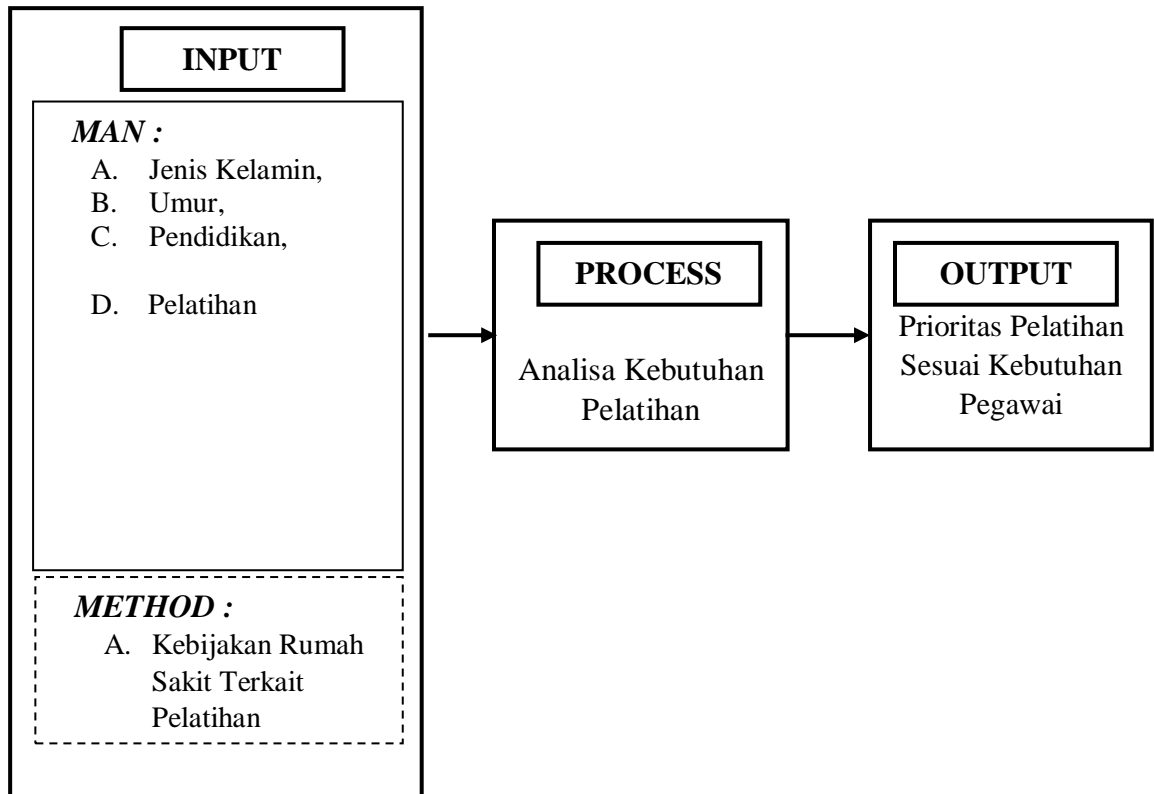 INPUT
MAN :
A. Jenis Kelamin,
B. Umur,
C. Pendidikan,
D. Pelatihan
METHOD :
A. Kebijakan Rumah
Sakit Terkait
Pelatihan
PROCESS
Analisa Kebutuhan
Pelatihan
OUTPUT
Prioritas Pelatihan
Sesuai Kebutuhan
Pegawai